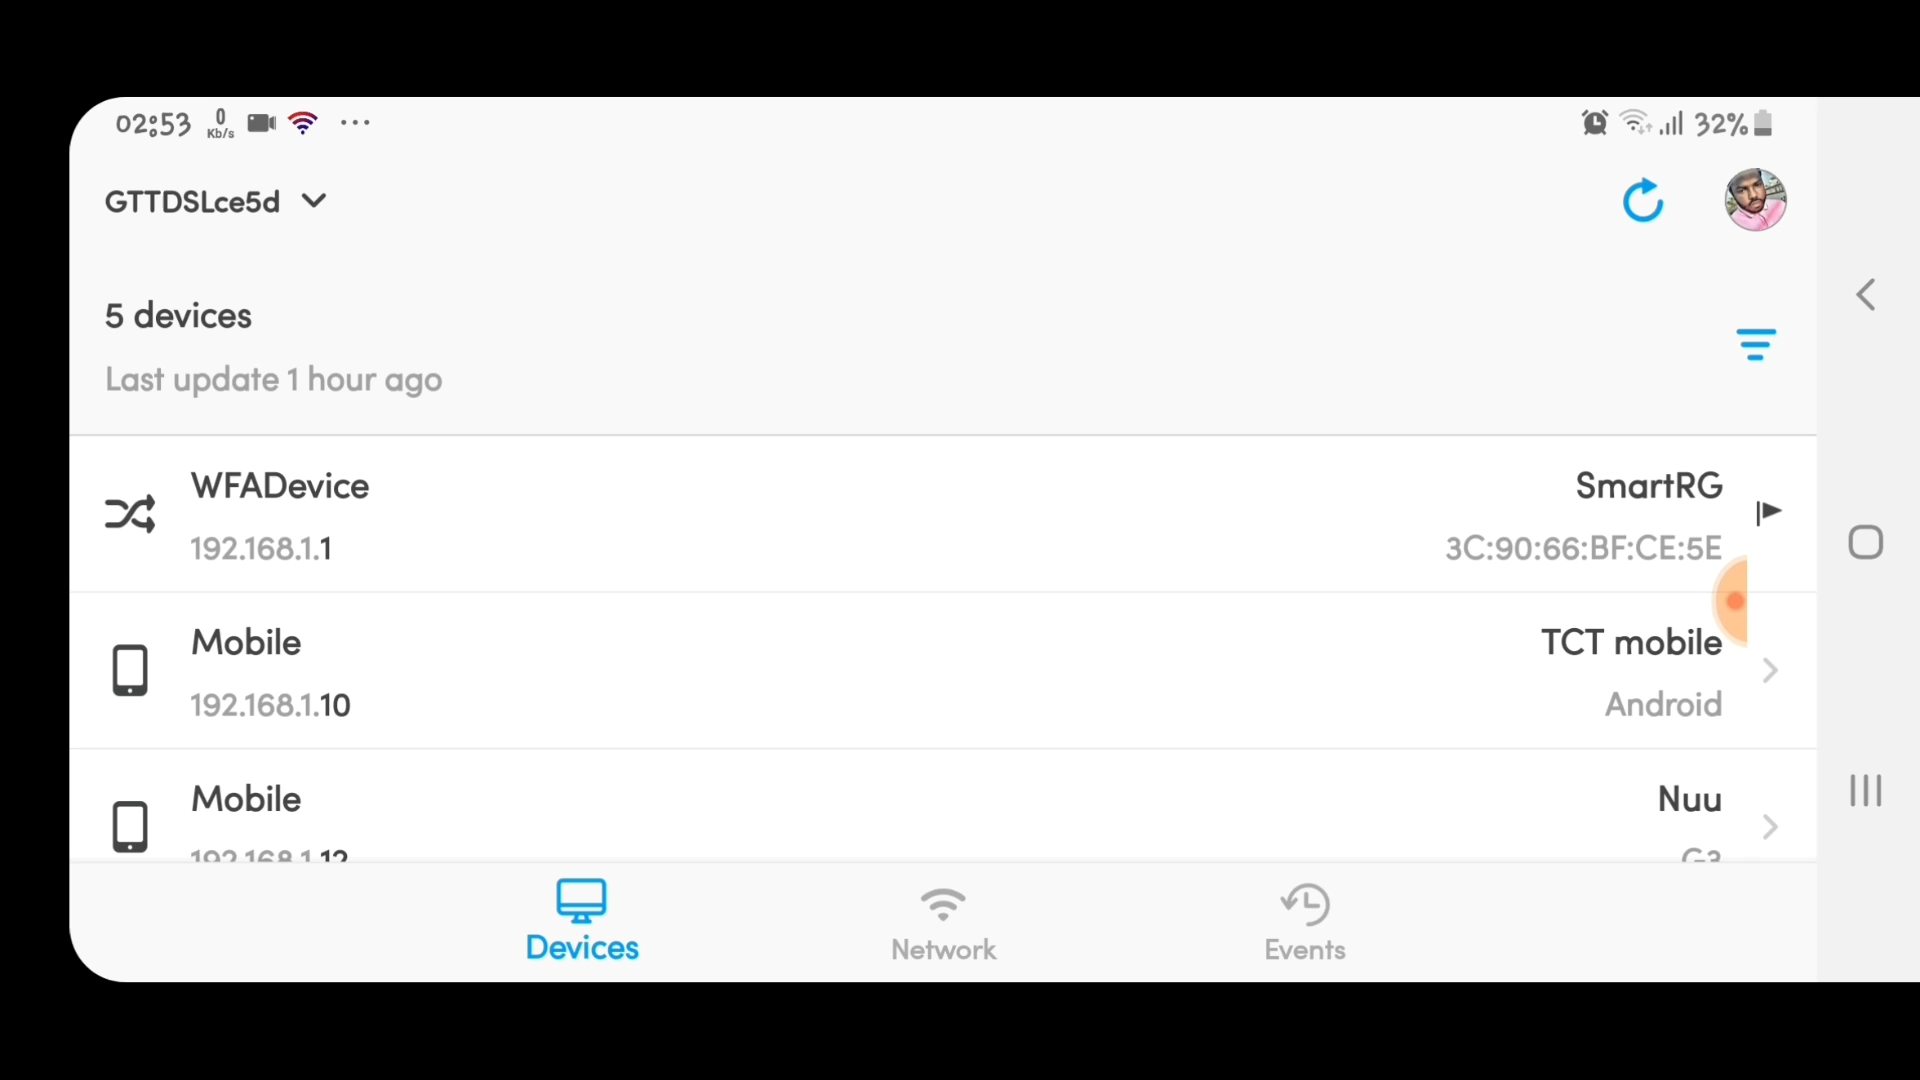 02:53 0 Kb/s ... 32%
GTTDSLce5d
5 devices
Last update 1 hour ago
WFADevice SmartRG
192.168.1.1 3C:90:66:BF:CE:5E
Mobile TCT mobile
192.168.1.10 Android
Mobile Nuu
192.168.1.12 G3
Devices Network Events